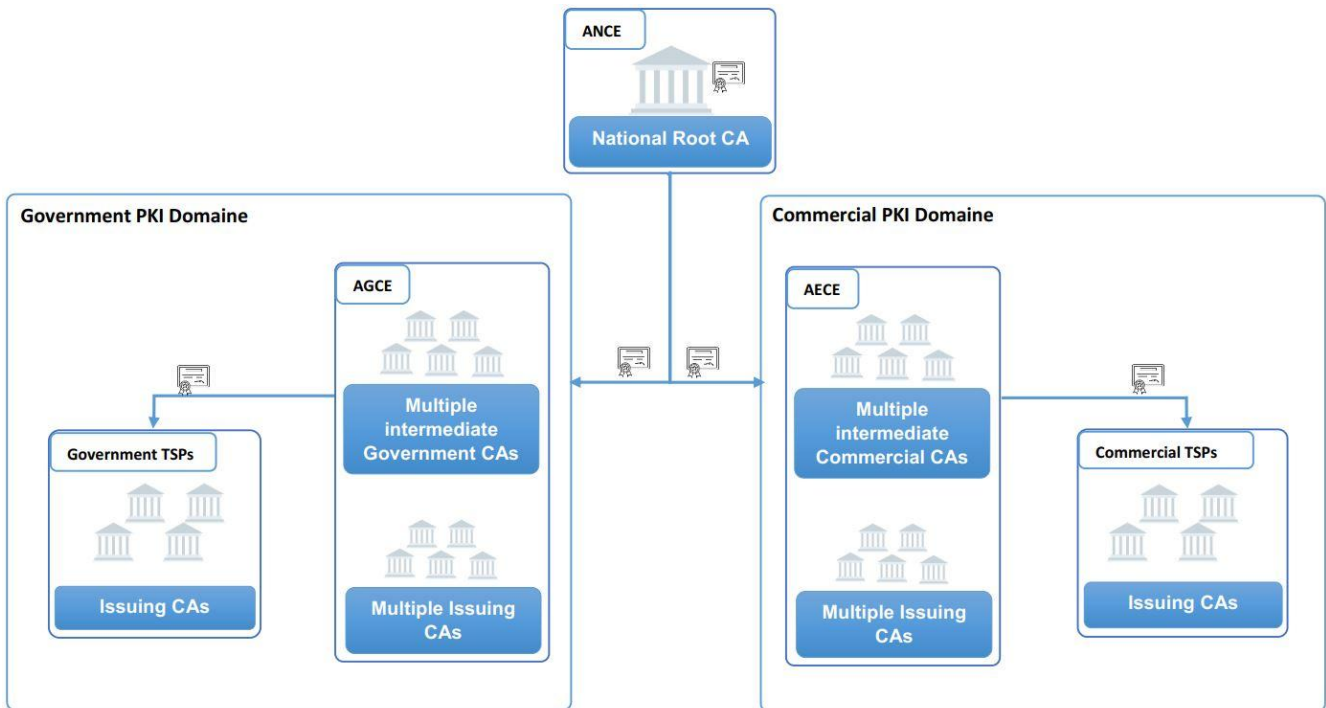 ANCE
National Root CA
Government PKI Domaine
AGCE
Multiple
intermediate
Government CAs
Government TSPs
Issuing CAs
Multiple Issuing
CAs
Commercial PKI Domaine
AECE
Multiple
intermediate
Commercial CAs
Commercial TSPs
Issuing CAs
Multiple Issuing
CAs